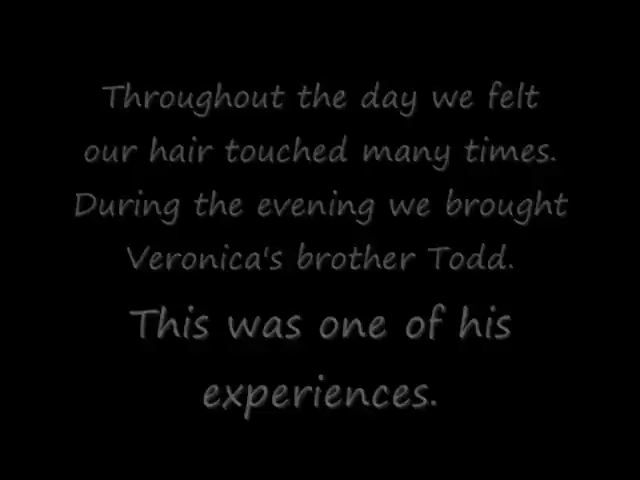 Throughout the day we felt
our hair touched many times.
During the evening we brought
Veronica's brother Todd.
This was one of his
experiences.